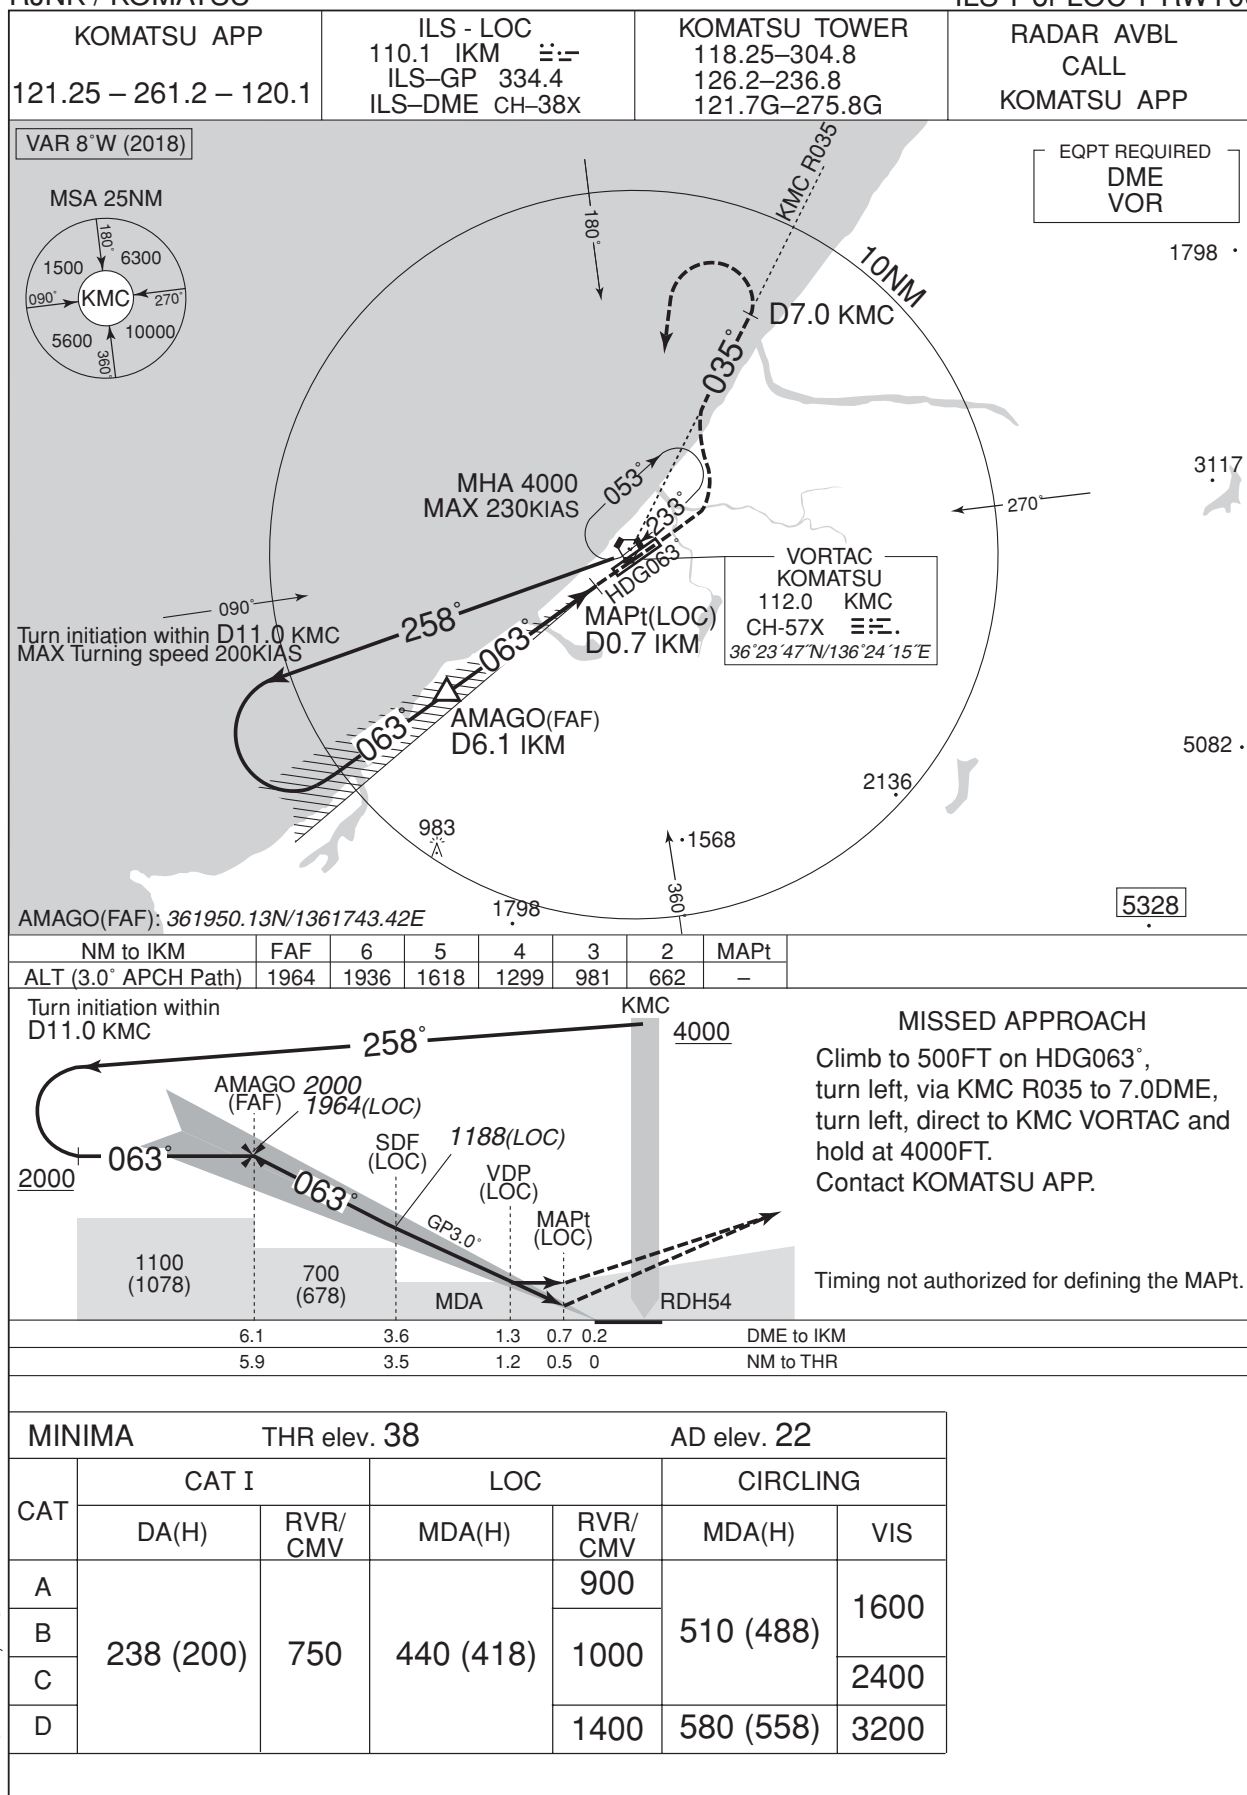 RJNK / KOMATSU
KOMATSU APP
121.25 – 261.2 – 120.1
ILS - LOC
110.1 IKM
ILS–GP 334.4
ILS–DME CH–38X
KOMATSU TOWER
118.25–304.8
126.2–236.8
121.7G–275.8G
RADAR AVBL
CALL
KOMATSU APP
VAR 8°W (2018)
MSA 25NM
180°
1500
6300
090°
KMC
270°
5600
10000
360°
EQPT REQUIRED
DME
VOR
KMC R035
180°
1798
10NM
D7.0 KMC
035°
3117
MHA 4000
MAX 230KIAS
053°
233°
270°
HDG063°
VORTAC
KOMATSU
112.0 KMC
CH-57X
36°23´47˝N/136°24´15˝E
090°
258°
Turn initiation within D11.0 KMC
MAX Turning speed 200KIAS
MAPt(LOC)
D0.7 IKM
063°
AMAGO(FAF)
D6.1 IKM
063°
5082
2136
983
1568
360°
1798
5328
AMAGO(FAF): 361950.13N/1361743.42E
NM to IKM FAF 6 5 4 3 2 MAPt
ALT (3.0° APCH Path) 1964 1936 1618 1299 981 662 –
Turn initiation within
D11.0 KMC
KMC
4000
258°
AMAGO
(FAF)
2000
1964(LOC)
SDF
(LOC)
1188(LOC)
VDP
(LOC)
MAPt
(LOC)
2000
063°
063°
GP3.0°
1100
(1078)
700
(678)
MDA
RDH54
MISSED APPROACH
Climb to 500FT on HDG063°,
turn left, via KMC R035 to 7.0DME,
turn left, direct to KMC VORTAC and
hold at 4000FT.
Contact KOMATSU APP.
Timing not authorized for defining the MAPt.
6.1 3.6 1.3 0.7 0.2 DME to IKM
5.9 3.5 1.2 0.5 0 NM to THR
MINIMA THR elev. 38 AD elev. 22
CAT CAT I LOC CIRCLING
DA(H) RVR/CMV MDA(H) RVR/CMV MDA(H) VIS
A 238 (200) 750 440 (418) 900 510 (488) 1600
B 1000
C 2400
D 1400 580 (558) 3200